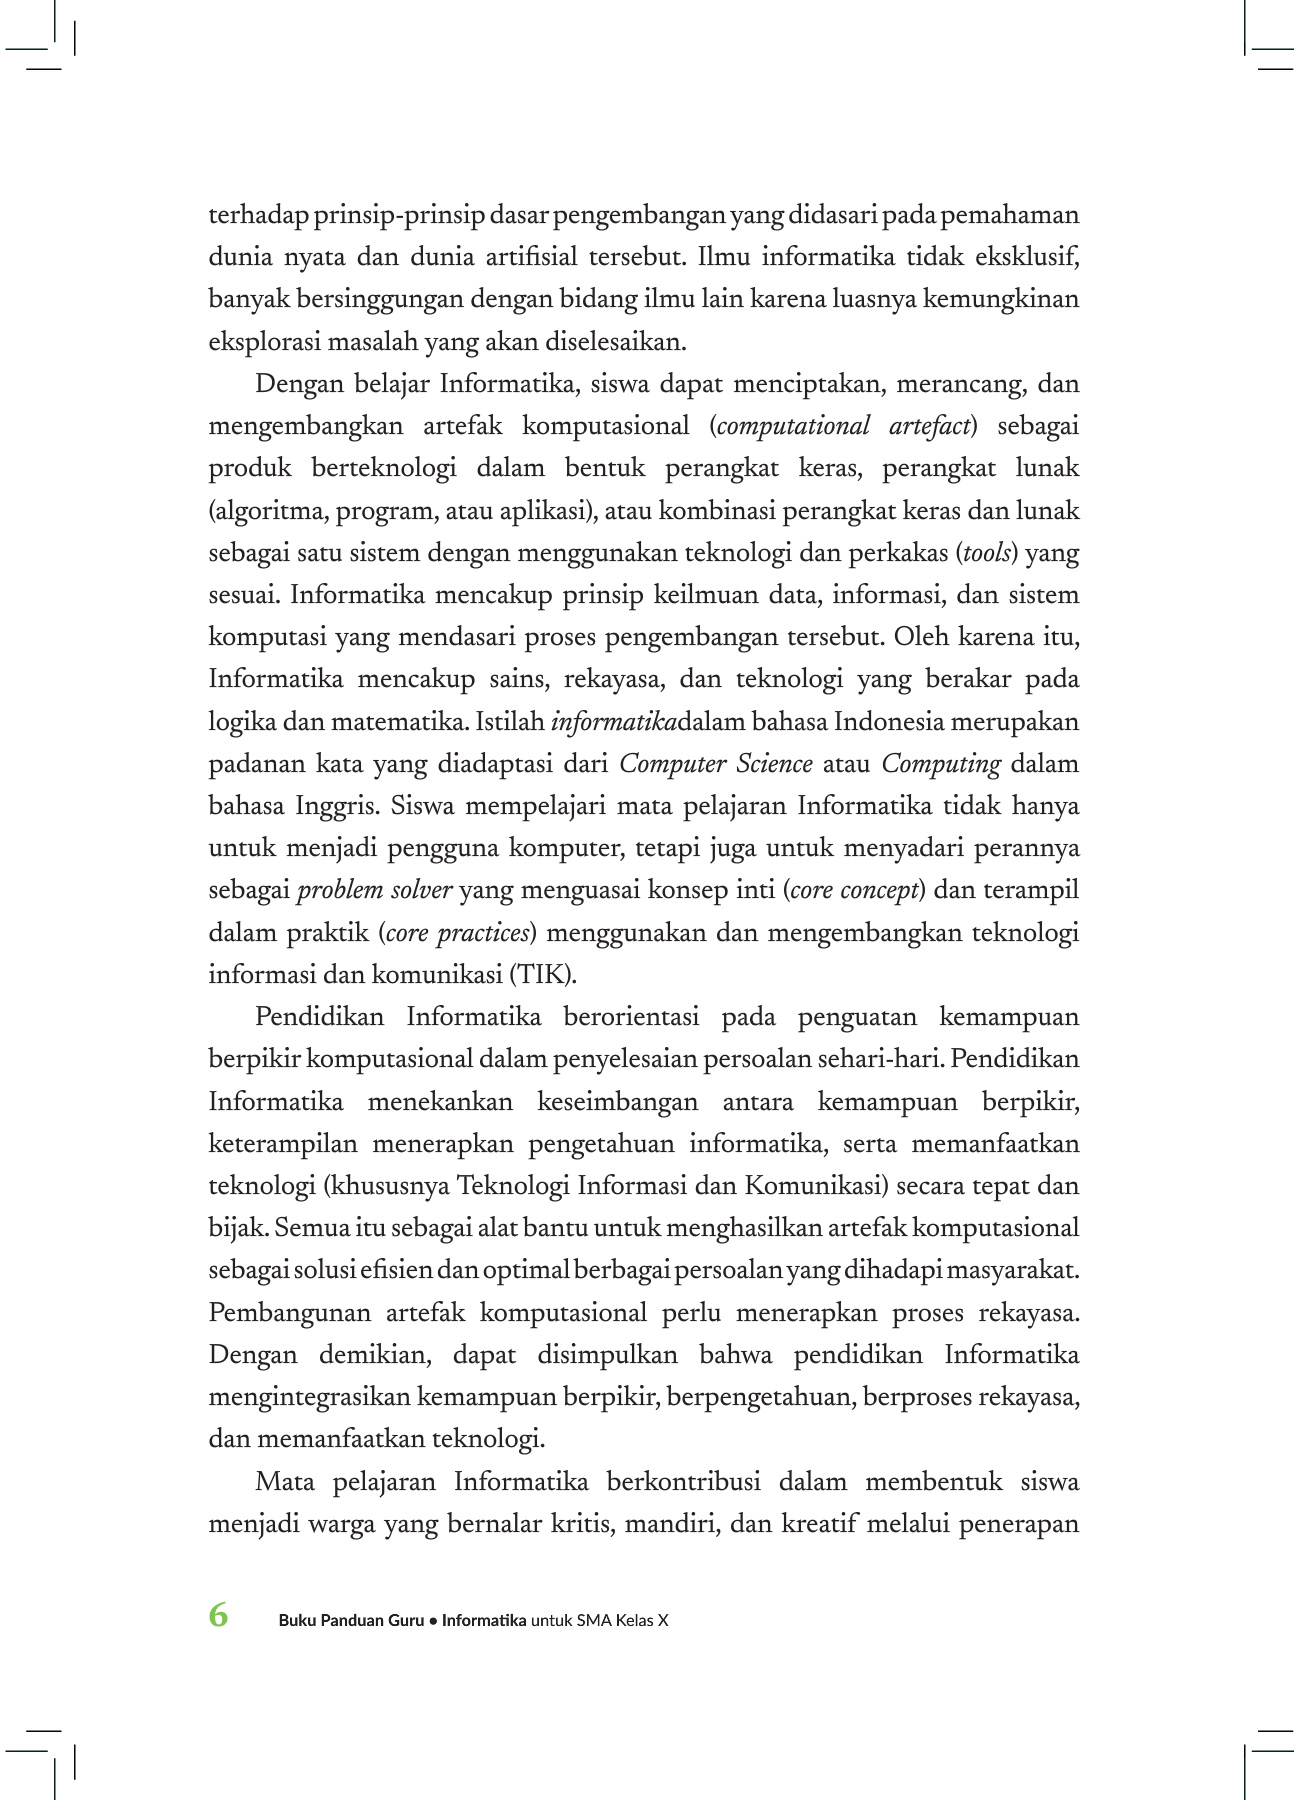 terhadap prinsip-prinsip dasar pengembangan yang didasari pada pemahaman
dunia nyata dan dunia artifisial tersebut. Ilmu informatika tidak eksklusif,
banyak bersinggungan dengan bidang ilmu lain karena luasnya kemungkinan
eksplorasi masalah yang akan diselesaikan.
Dengan belajar Informatika, siswa dapat menciptakan, merancang, dan
mengembangkan artefak komputasional (computational artefact) sebagai
produk berteknologi dalam bentuk perangkat keras, perangkat lunak
(algoritma, program, atau aplikasi), atau kombinasi perangkat keras dan lunak
sebagai satu sistem dengan menggunakan teknologi dan perkakas (tools) yang
sesuai. Informatika mencakup prinsip keilmuan data, informasi, dan sistem
komputasi yang mendasari proses pengembangan tersebut. Oleh karena itu,
Informatika mencakup sains, rekayasa, dan teknologi yang berakar pada
logika dan matematika. Istilah informatikadalam bahasa Indonesia merupakan
padanan kata yang diadaptasi dari Computer Science atau Computing dalam
bahasa Inggris. Siswa mempelajari mata pelajaran Informatika tidak hanya
untuk menjadi pengguna komputer, tetapi juga untuk menyadari perannya
sebagai problem solver yang menguasai konsep inti (core concept) dan terampil
dalam praktik (core practices) menggunakan dan mengembangkan teknologi
informasi dan komunikasi (TIK).
Pendidikan Informatika berorientasi pada penguatan kemampuan
berpikir komputasional dalam penyelesaian persoalan sehari-hari. Pendidikan
Informatika menekankan keseimbangan antara kemampuan berpikir,
keterampilan menerapkan pengetahuan informatika, serta memanfaatkan
teknologi (khususnya Teknologi Informasi dan Komunikasi) secara tepat dan
bijak. Semua itu sebagai alat bantu untuk menghasilkan artefak komputasional
sebagai solusi efisien dan optimal berbagai persoalan yang dihadapi masyarakat.
Pembangunan artefak komputasional perlu menerapkan proses rekayasa.
Dengan demikian, dapat disimpulkan bahwa pendidikan Informatika
mengintegrasikan kemampuan berpikir, berpengetahuan, berproses rekayasa,
dan memanfaatkan teknologi.
Mata pelajaran Informatika berkontribusi dalam membentuk siswa
menjadi warga yang bernalar kritis, mandiri, dan kreatif melalui penerapan
6 Buku Panduan Guru • Informatika untuk SMA Kelas X